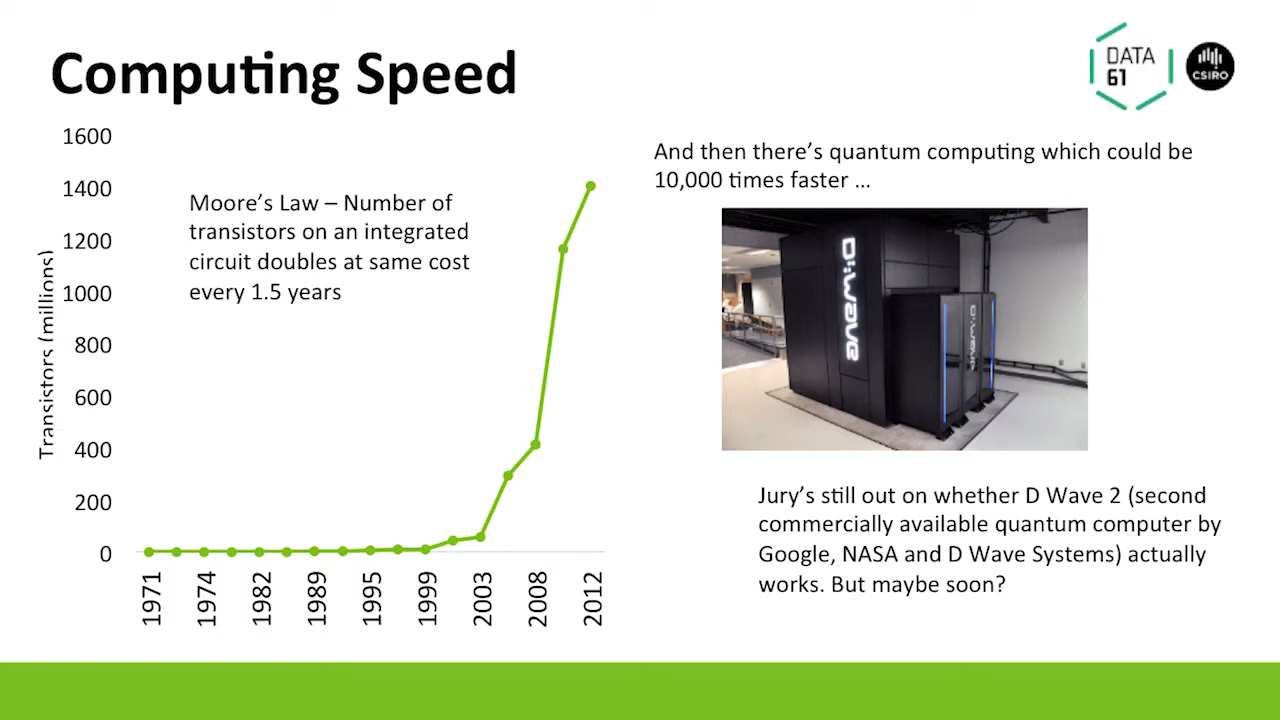 Computing Speed
DATA
61
CSIRO
1600
1400
1200
1000
800
600
400
200
0
Transistors (millions)
Moore's Law – Number of
transistors on an integrated
circuit doubles at same cost
every 1.5 years
1971
1974
1982
1989
1995
1999
2003
2008
2012
And then there's quantum computing which could be
10,000 times faster ...
D:wave
D:wave
Jury's still out on whether D Wave 2 (second
commercially available quantum computer by
Google, NASA and D Wave Systems) actually
works. But maybe soon?